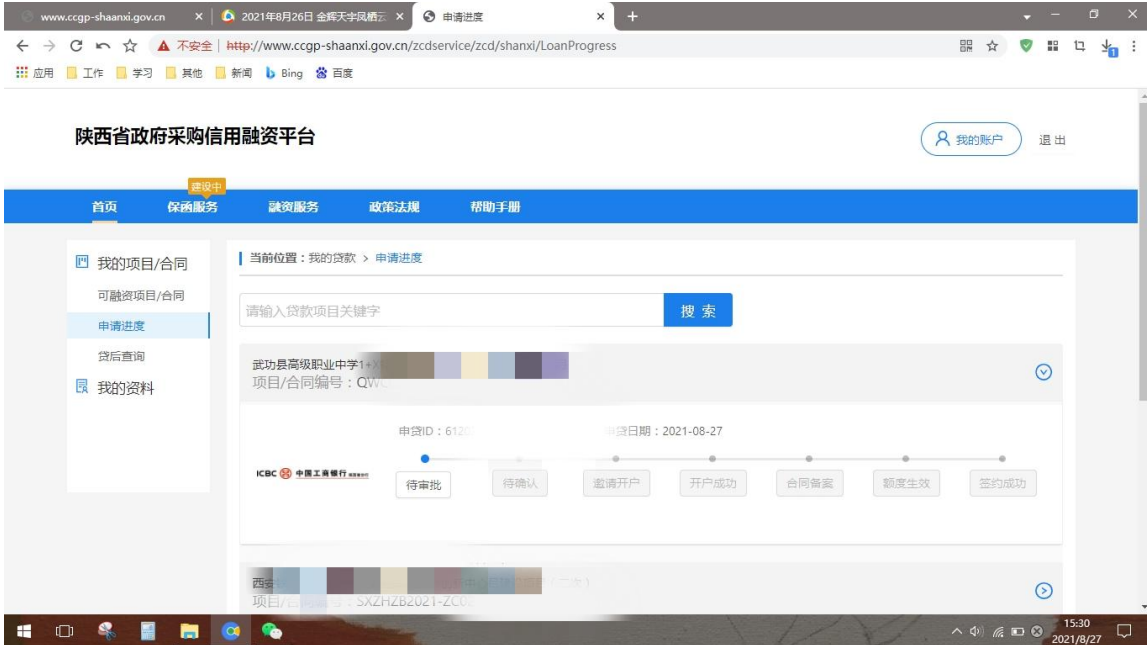 www.ccgp-shaanxi.gov.cn
2021年8月26日 金辉天宇凤栖云
申请进度
不安全 http://www.ccgp-shaanxi.gov.cn/zcdservice/zcd/shanxi/LoanProgress
应用 工作 学习 其他 新闻 Bing 百度
陕西省政府采购信用融资平台
我的账户 退出
建设中
首页 保函服务 融资服务 政策法规 帮助手册
我的项目/合同
可融资项目/合同
申请进度
贷后查询
我的资料
当前位置：我的贷款 > 申请进度
请输入贷款项目关键字
搜索
武功县高级职业中学1+X
项目/合同编号：QW
申贷ID：612
申贷日期：2021-08-27
ICBC 中国工商银行
待审批 待确认 邀请开户 开户成功 合同备案 额度生效 签约成功
西安
（二次）
项目/合同编号：SXZHZB2021-ZC0
15:30
2021/8/27